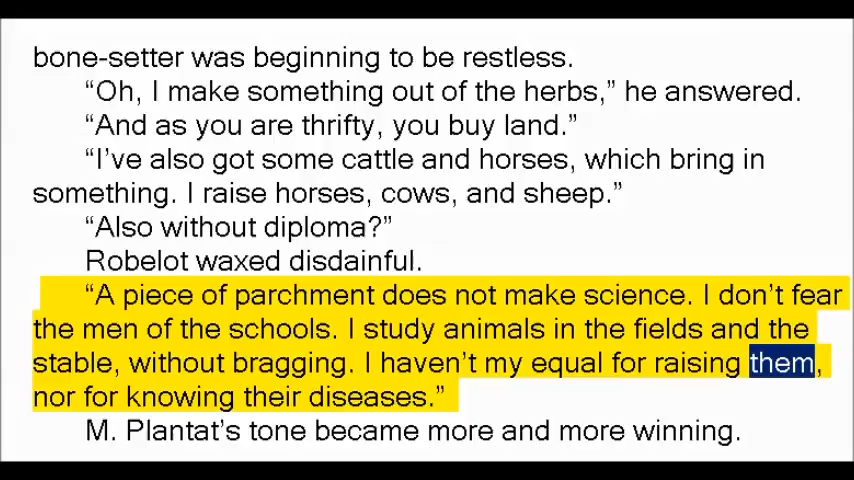 bone-setter was beginning to be restless.
“Oh, I make something out of the herbs,” he answered.
“And as you are thrifty, you buy land.”
“I’ve also got some cattle and horses, which bring in
something. I raise horses, cows, and sheep.”
“Also without diploma?”
Robelot waxed disdainful.
“A piece of parchment does not make science. I don’t fear
the men of the schools. I study animals in the fields and the
stable, without bragging. I haven’t my equal for raising them,
nor for knowing their diseases.”
M. Plantat’s tone became more and more winning.